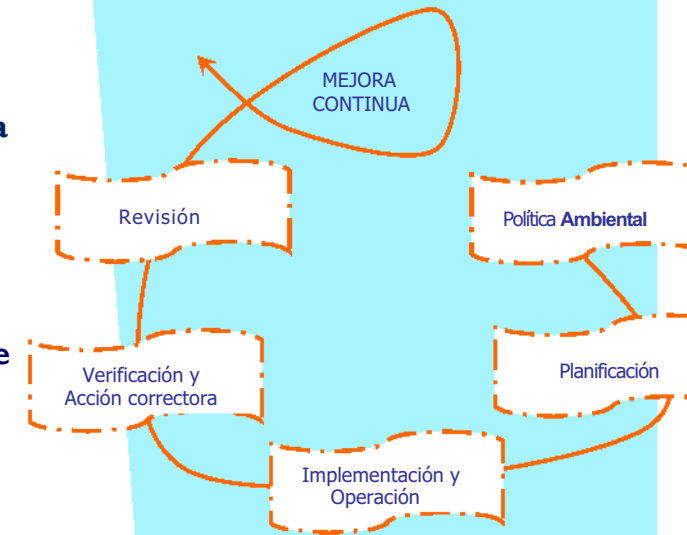 MEJORA
CONTINUA
a
Revisión
Política Ambiental
e
Verificación y
Acción correctora
Planificación
Implementación y
Operación